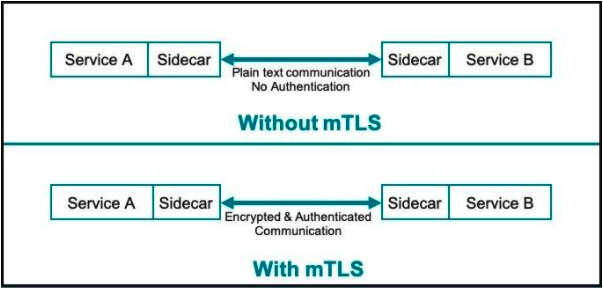 Service A Sidecar Sidecar Service B
Plain text communication
No Authentication
Without mTLS
Service A Sidecar Sidecar Service B
Encrypted & Authenticated
Communication
With mTLS